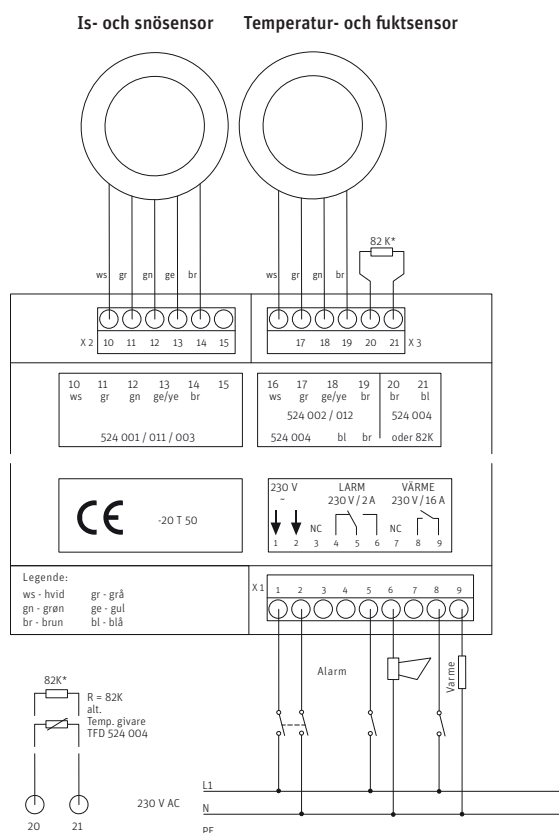 Is- och snösensor Temperatur- och fuktsensor
82 K*
ws gr gn ge br ws gr gn br
X 2 10 11 12 13 14 15 17 18 19 20 21 X 3
10 11 12 13 14 15
ws gr gn ge/ye br
524 001 / 011 / 003
16 17 18 19 20 21
ws gr ge/ye br br bl
524 002 / 012 524 004
524 004 bl br oder 82K
CE -20 T 50
230 V LARM VÄRME
~ 230 V / 2 A 230 V / 16 A
NC NC
1 2 3 4 5 6 7 8 9
Legende:
ws - hvid gr - grå
gn - grøn ge - gul
br - brun bl - blå
X 1 1 2 3 4 5 6 7 8 9
Alarm
Varme
82K*
R = 82K
alt.
Temp. givare
TFD 524 004
20 21
230 V AC
L1
N
PE